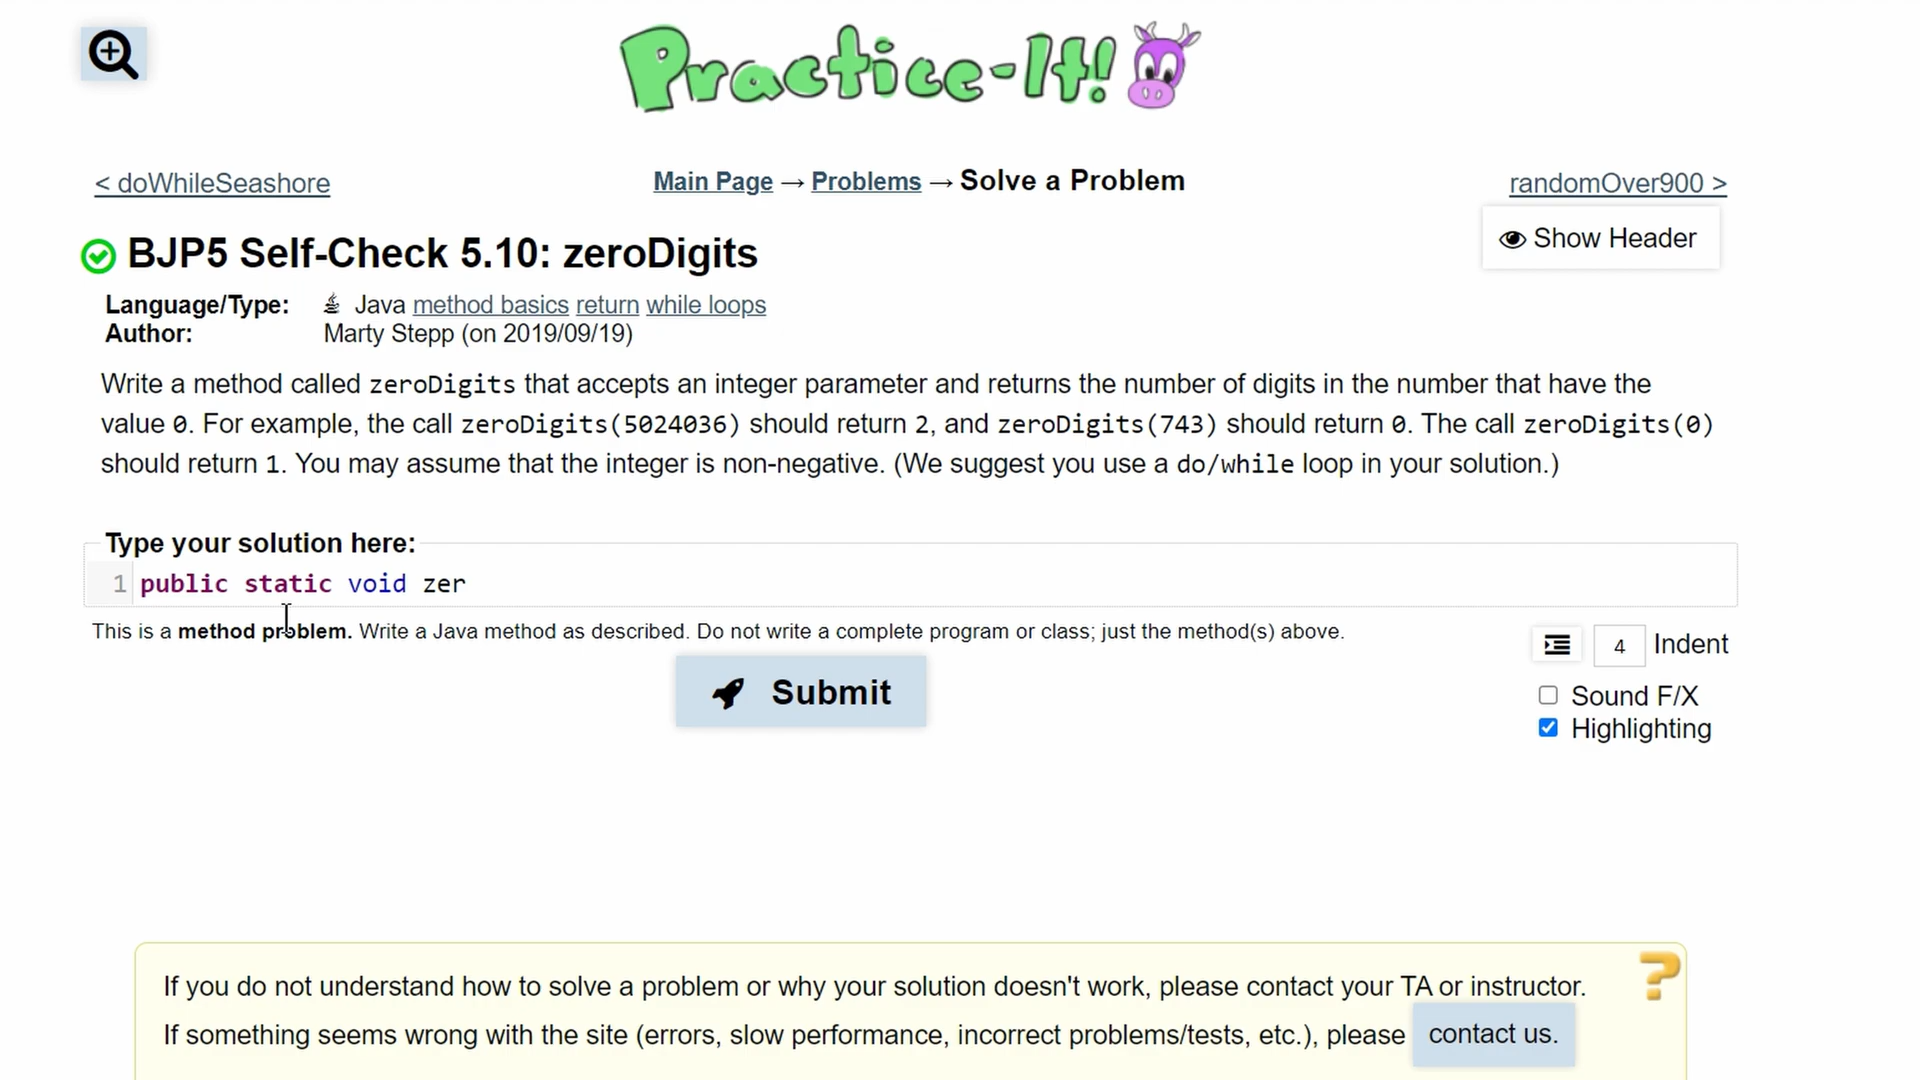 Practice-It!
< doWhileSeashore
Main Page → Problems → Solve a Problem
randomOver900 >
Show Header
BJP5 Self-Check 5.10: zeroDigits
Language/Type: Java method basics return while loops
Author: Marty Stepp (on 2019/09/19)
Write a method called zeroDigits that accepts an integer parameter and returns the number of digits in the number that have the
value 0. For example, the call zeroDigits(5024036) should return 2, and zeroDigits(743) should return 0. The call zeroDigits(0)
should return 1. You may assume that the integer is non-negative. (We suggest you use a do/while loop in your solution.)
Type your solution here:
1 public static void zer
This is a method problem. Write a Java method as described. Do not write a complete program or class; just the method(s) above.
4 Indent
Submit
Sound F/X
Highlighting
If you do not understand how to solve a problem or why your solution doesn't work, please contact your TA or instructor.
If something seems wrong with the site (errors, slow performance, incorrect problems/tests, etc.), please contact us.